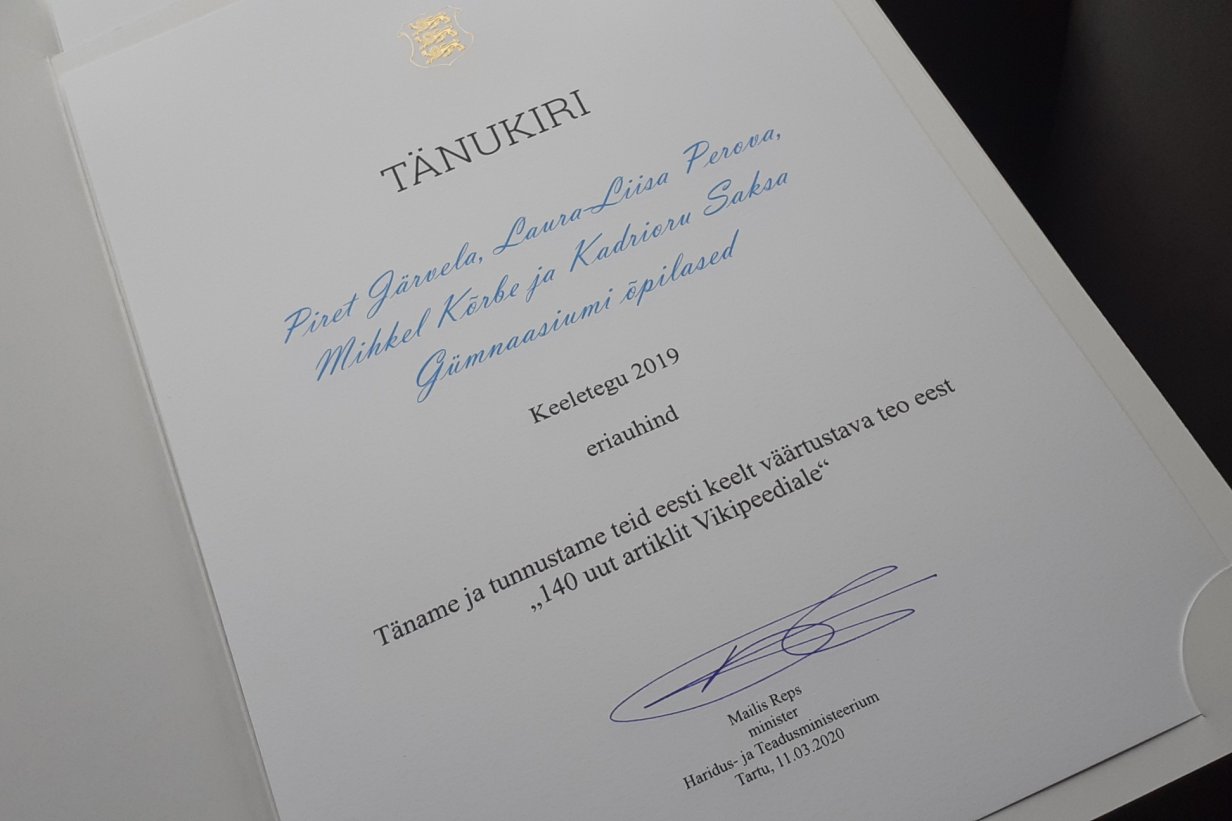 TÄNUKIRI
Piret Järvela, Laura-Liisa Perova,
Mihkel Kõrbe ja Kadrioru Saksa
Gümnaasiumi õpilased
Keeletegu 2019
eriauhind
Täname ja tunnustame teid eesti keelt väärtustava teo eest
„140 uut artiklit Vikipeediale“
Mailis Reps
minister
Haridus- ja Teadusministeerium
Tartu, 11.03.2020